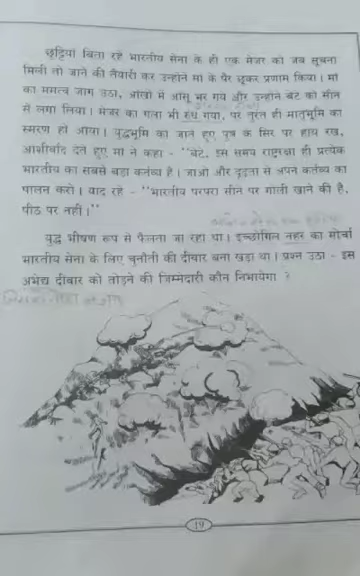 छुट्टियां बिता रहे भारतीय सेना के ही एक मेजर को जब सूचना
मिली तो जाने की तैयारी कर उन्होंने मां के पैर छूकर प्रणाम किया। मां
का ममत्व जाग उठा, आंखों में आंसू भर गये और उन्होंने बेटे को सीने
से लगा लिया। मेजर का गला भी रुंध गया, पर तुरंत ही मातृभूमि का
स्मरण हो आया। युद्धभूमि को जाते हुए पुत्र के सिर पर हाथ रख,
आशीर्वाद देते हुए मां ने कहा - "बेटे, इस समय राष्ट्ररक्षा ही प्रत्येक
भारतीय का सबसे बड़ा कर्तव्य है। जाओ और दृढ़ता से अपने कर्तव्य का
पालन करो। याद रहे - "भारतीय परंपरा सीने पर गोली खाने की है,
पीठ पर नहीं।"
युद्ध भीषण रूप से फैलता जा रहा था। इच्छोगिल नहर का मोर्चा
भारतीय सेना के लिए चुनौती की दीवार बना खड़ा था। प्रश्न उठा - इस
अभेद्य दीवार को तोड़ने की जिम्मेदारी कौन निभायेगा ?
19